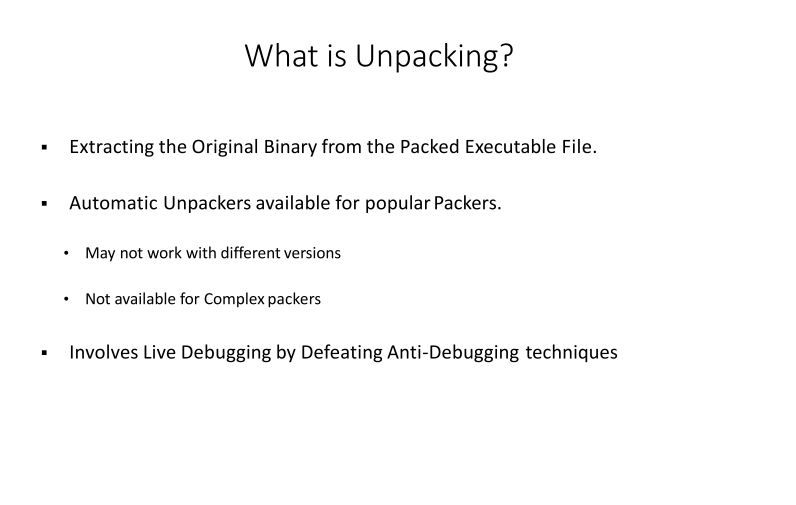 What is Unpacking?
▪ Extracting the Original Binary from the Packed Executable File.
▪ Automatic Unpackers available for popular Packers.
• May not work with different versions
• Not available for Complex packers
▪ Involves Live Debugging by Defeating Anti-Debugging techniques